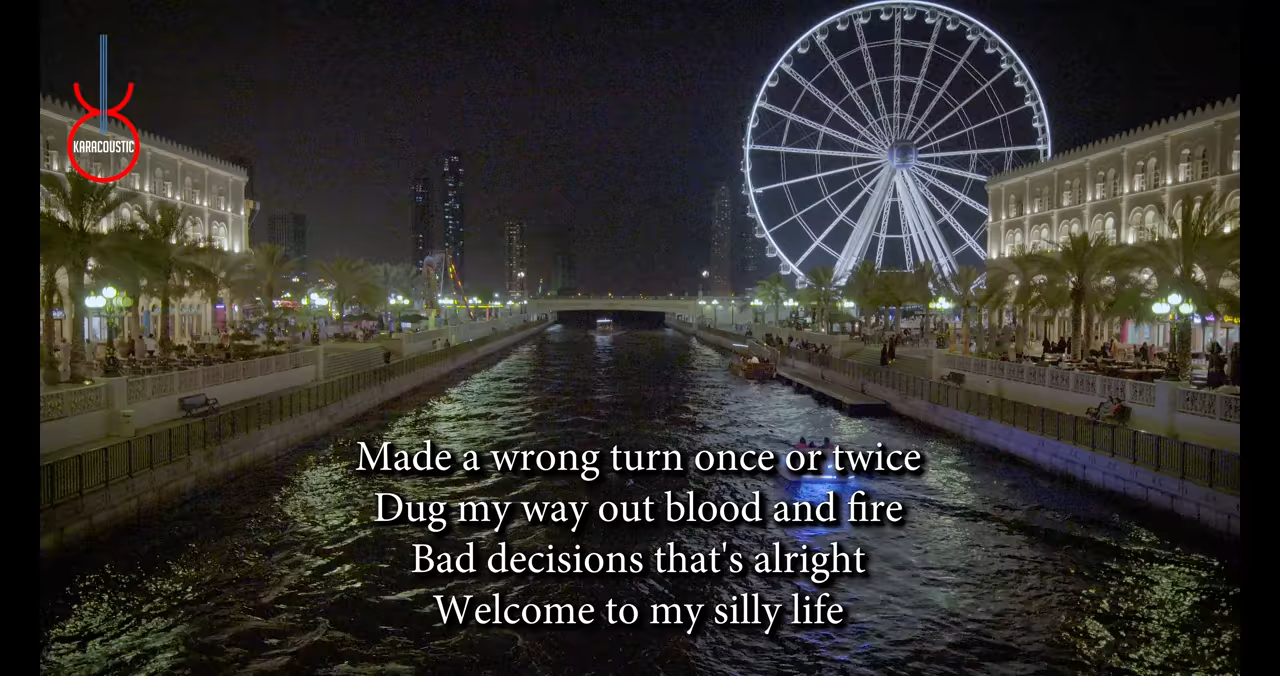 KARACOUSTIC
Made a wrong turn once or twice
Dug my way out blood and fire
Bad decisions that's alright
Welcome to my silly life